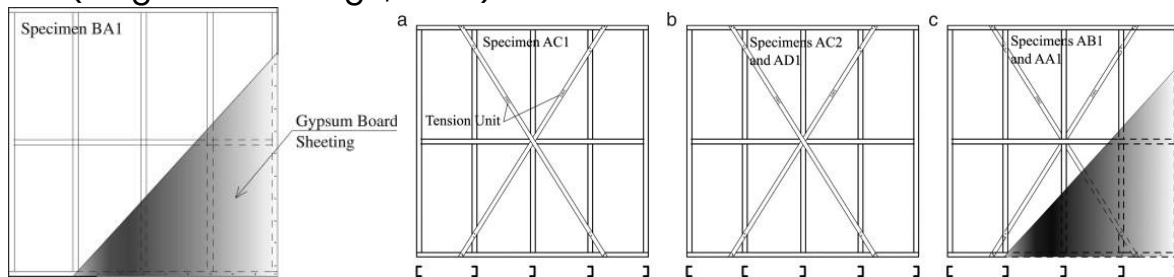 Specimen BA1
Gypsum Board
Sheeting
a
Specimen AC1
Tension Unit
b
Specimens AC2
and AD1
c
Specimens AB1
and AA1